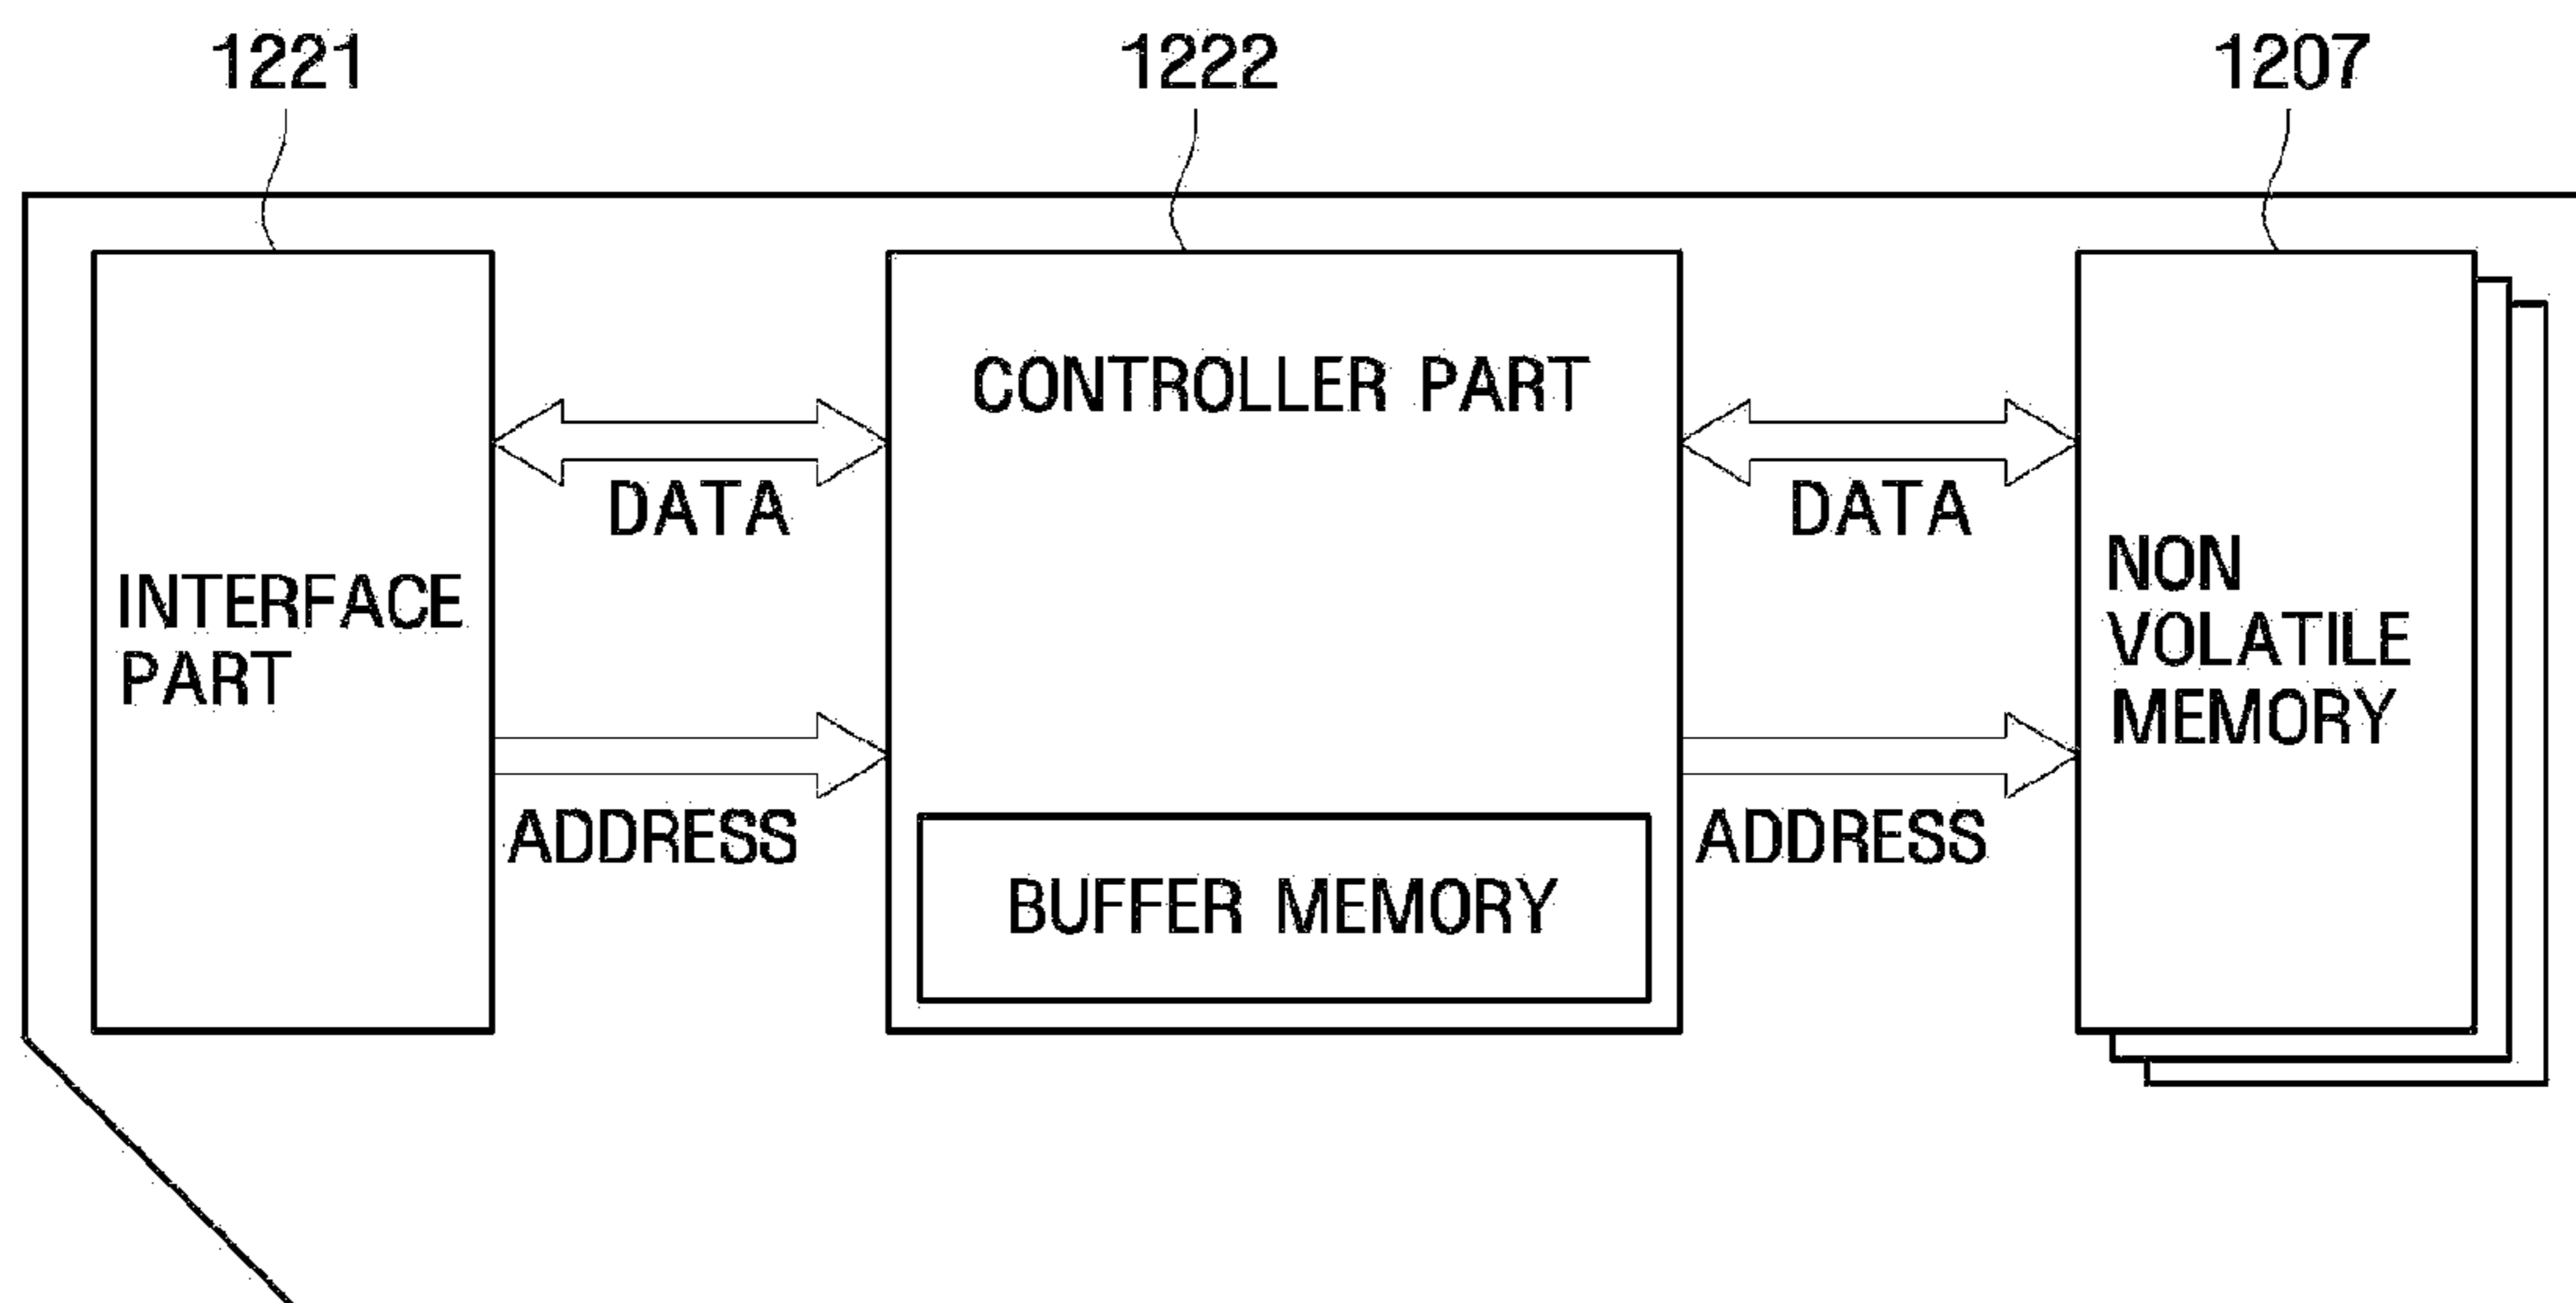 1221
1222
1207
INTERFACE
PART
DATA
ADDRESS
CONTROLLER PART
BUFFER MEMORY
DATA
ADDRESS
NON
VOLATILE
MEMORY